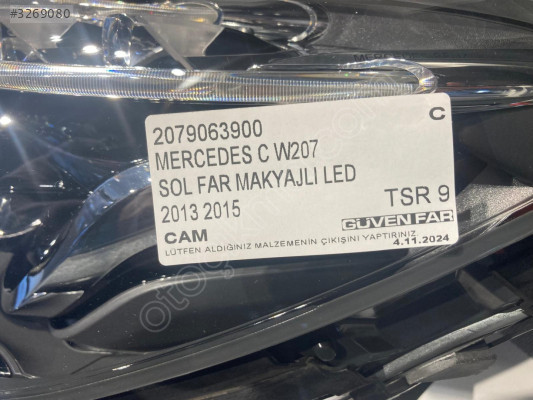 #3269080
C
2079063900
MERCEDES C W207
SOL FAR MAKYAJLI LED
2013 2015
TSR 9
CAM
GÜVEN FAR
LÜTFEN ALDIĞINIZ MALZEMENİN ÇIKIŞINI YAPTIRINIZ.
4.11.2024